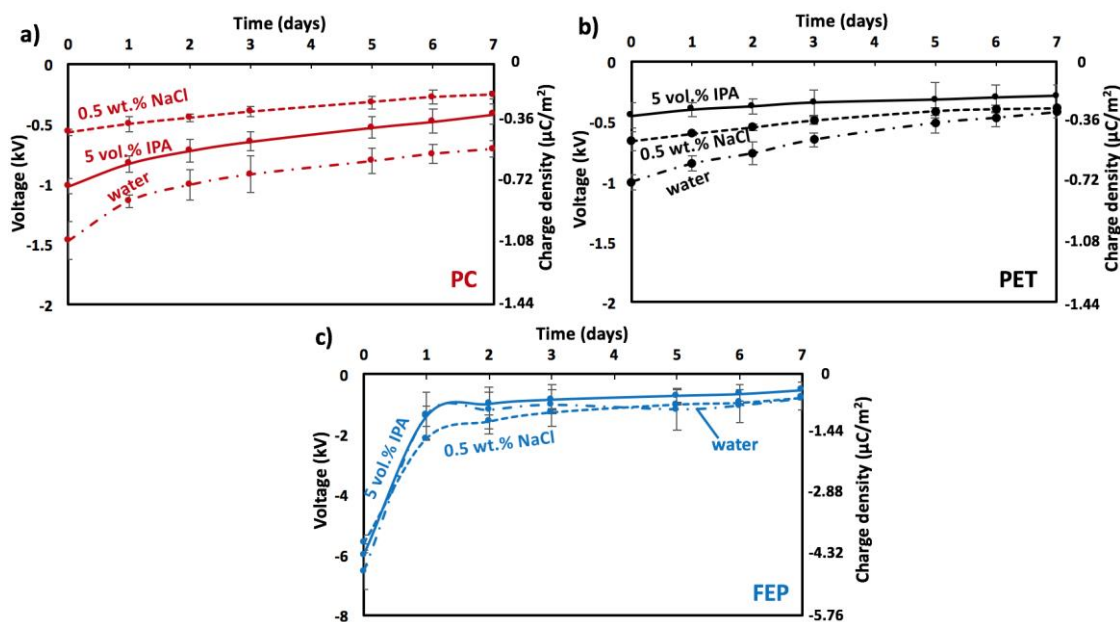 a)
Time (days)
0 1 2 3 5 6 7
Voltage (kV)
0
-0.5
-1
-1.5
-2
0.5 wt.% NaCl
5 vol.% IPA
water
PC
0
-0.36
-0.72
-1.08
-1.44
Charge density (µC/m²)
b)
Time (days)
0 1 2 3 5 6 7
Voltage (kV)
0
-0.5
-1
-1.5
-2
5 vol.% IPA
0.5 wt.% NaCl
water
PET
0
-0.36
-0.72
-1.08
-1.44
Charge density (µC/m²)
c)
Time (days)
0 1 2 3 5 6 7
Voltage (kV)
0
-2
-4
-6
-8
5 vol.% IPA
0.5 wt.% NaCl
water
FEP
0
-1.44
-2.88
-4.32
-5.76
Charge density (µC/m²)